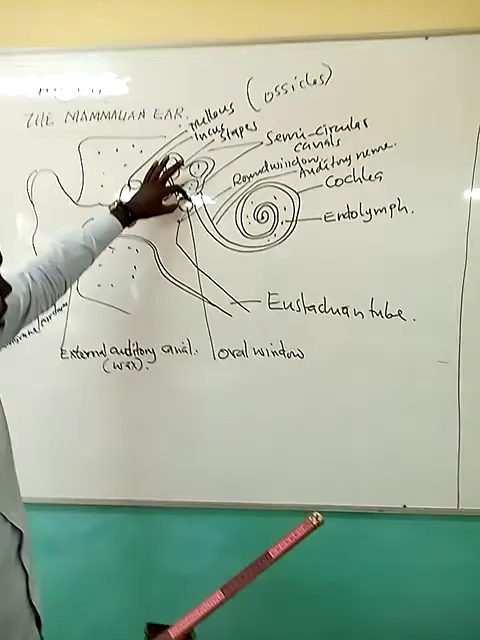 THE MAMMALIAN EAR.
(ossicles)
mellous
incus
stapes
Semi-circular
canals
Round window
Auditory nerve.
Cochlea
Endolymph.
Eustachian tube.
External auditory canal.
(wax).
oval window